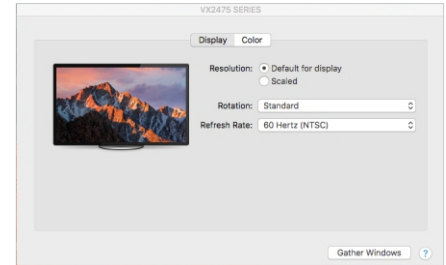 VX2475 SERIES
Display Color
Resolution: Default for display
Scaled
Rotation: Standard
Refresh Rate: 60 Hertz (NTSC)
Gather Windows ?